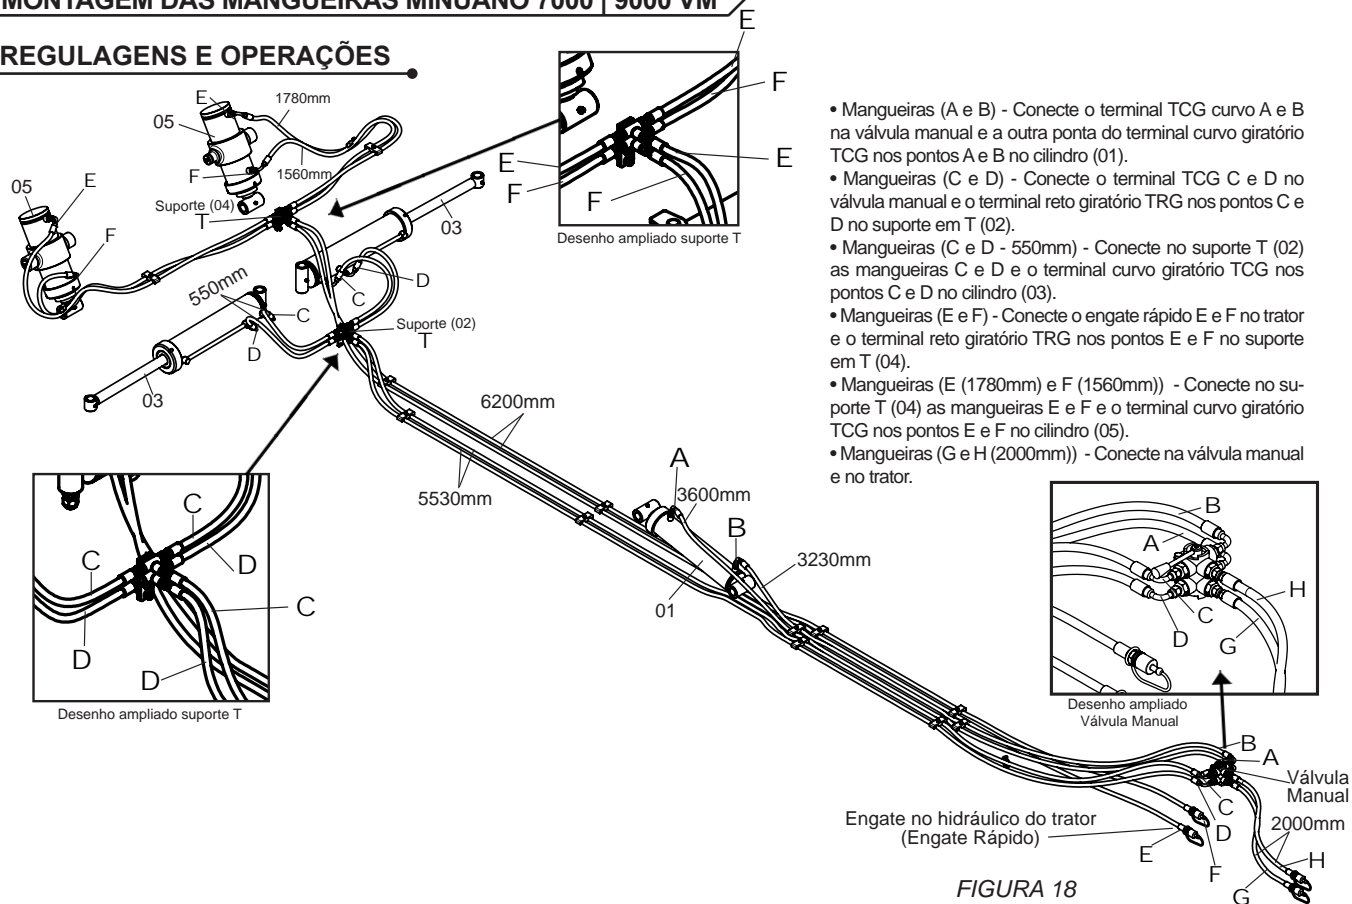 MONTAGEM DAS MANGUEIRAS MINUANO 7000 | 9000 VM
REGULAGENS E OPERAÇÕES
E
1780mm
05
F
1560mm
05
E
F
Suporte (04)
T
03
D
C
550mm
C
D
Suporte (02)
T
03
E
F
E
F
E
F
Desenho ampliado suporte T
• Mangueiras (A e B) - Conecte o terminal TCG curvo A e B
na válvula manual e a outra ponta do terminal curvo giratório
TCG nos pontos A e B no cilindro (01).
• Mangueiras (C e D) - Conecte o terminal TCG C e D no
válvula manual e o terminal reto giratório TRG nos pontos C e
D no suporte em T (02).
• Mangueiras (C e D - 550mm) - Conecte no suporte T (02)
as mangueiras C e D e o terminal curvo giratório TCG nos
pontos C e D no cilindro (03).
• Mangueiras (E e F) - Conecte o engate rápido E e F no trator
e o terminal reto giratório TRG nos pontos E e F no suporte
em T (04).
• Mangueiras (E (1780mm) e F (1560mm)) - Conecte no su-
porte T (04) as mangueiras E e F e o terminal curvo giratório
TCG nos pontos E e F no cilindro (05).
• Mangueiras (G e H (2000mm)) - Conecte na válvula manual
e no trator.
6200mm
5530mm
A
3600mm
B
3230mm
01
C
D
C
C
D
D
Desenho ampliado suporte T
B
A
H
C
D
G
Desenho ampliado
Válvula Manual
B
A
Válvula
Manual
C
D
2000mm
Engate no hidráulico do trator
(Engate Rápido)
E
F
H
G
FIGURA 18